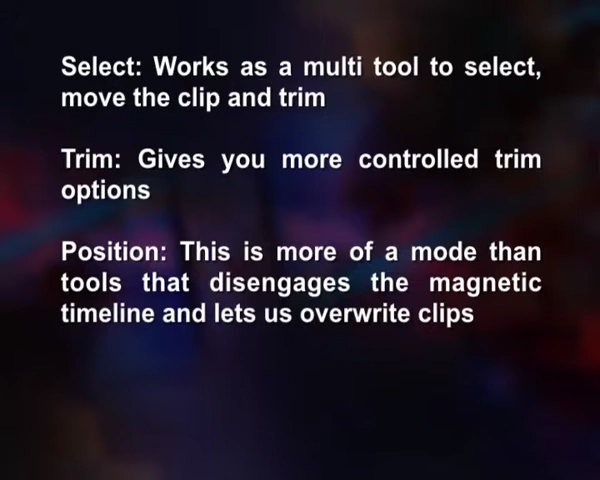 Select: Works as a multi tool to select,
move the clip and trim
Trim: Gives you more controlled trim
options
Position: This is more of a mode than
tools that disengages the magnetic
timeline and lets us overwrite clips